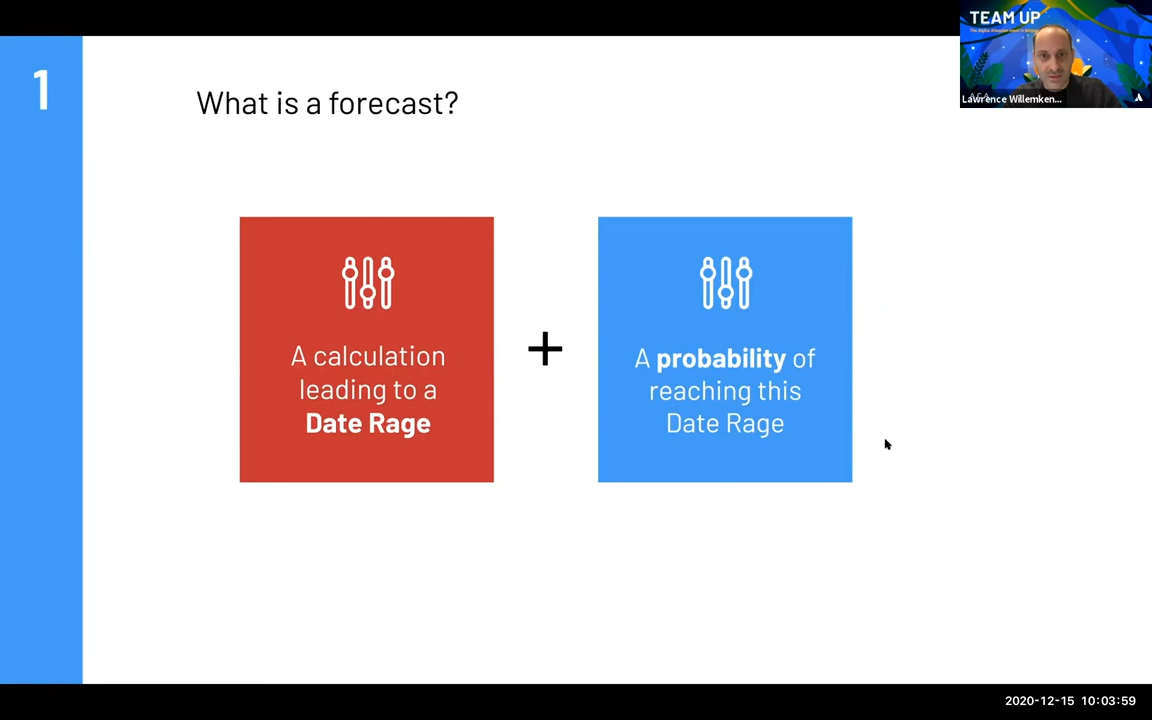 1
What is a forecast?
A calculation
leading to a
Date Rage
+
A probability of
reaching this
Date Rage
TEAM UP
Lawrence Willemken...
2020-12-15 10:03:59